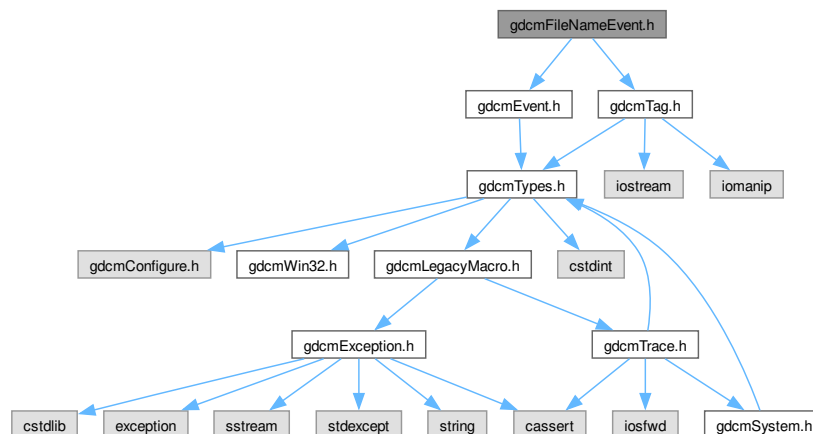 gdcmFileNameEvent.h
gdcmEvent.h
gdcmTag.h
gdcmTypes.h
iostream
iomanip
gdcmConfigure.h
gdcmWin32.h
gdcmLegacyMacro.h
cstdint
gdcmException.h
gdcmTrace.h
cstdlib
exception
sstream
stdexcept
string
cassert
iosfwd
gdcmSystem.h